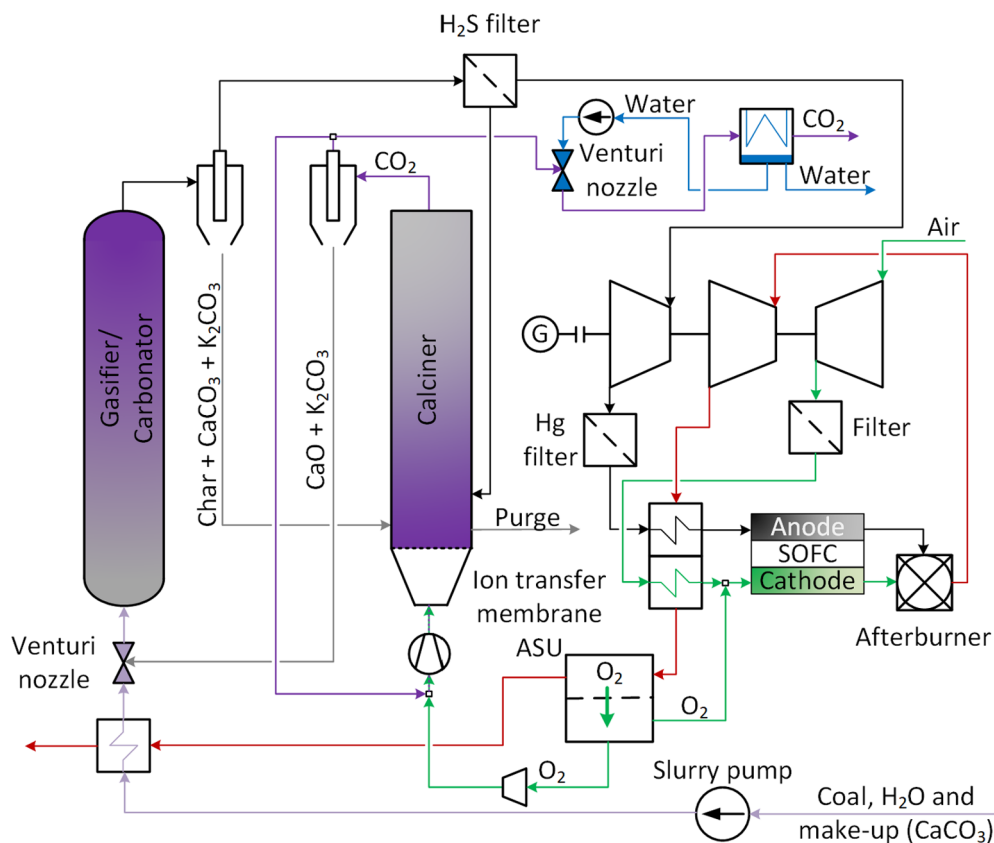 H₂S filter
Water
CO₂
Venturi
nozzle
Water
CO₂
Air
Gasifier/
Carbonator
Char + CaCO₃ + K₂CO₃
CaO + K₂CO₃
Calciner
G
Hg
filter
Filter
Purge
Anode
SOFC
Cathode
Ion transfer
membrane
ASU
Afterburner
Venturi
nozzle
O₂
O₂
O₂
Slurry pump
Coal, H₂O and
make-up (CaCO₃)